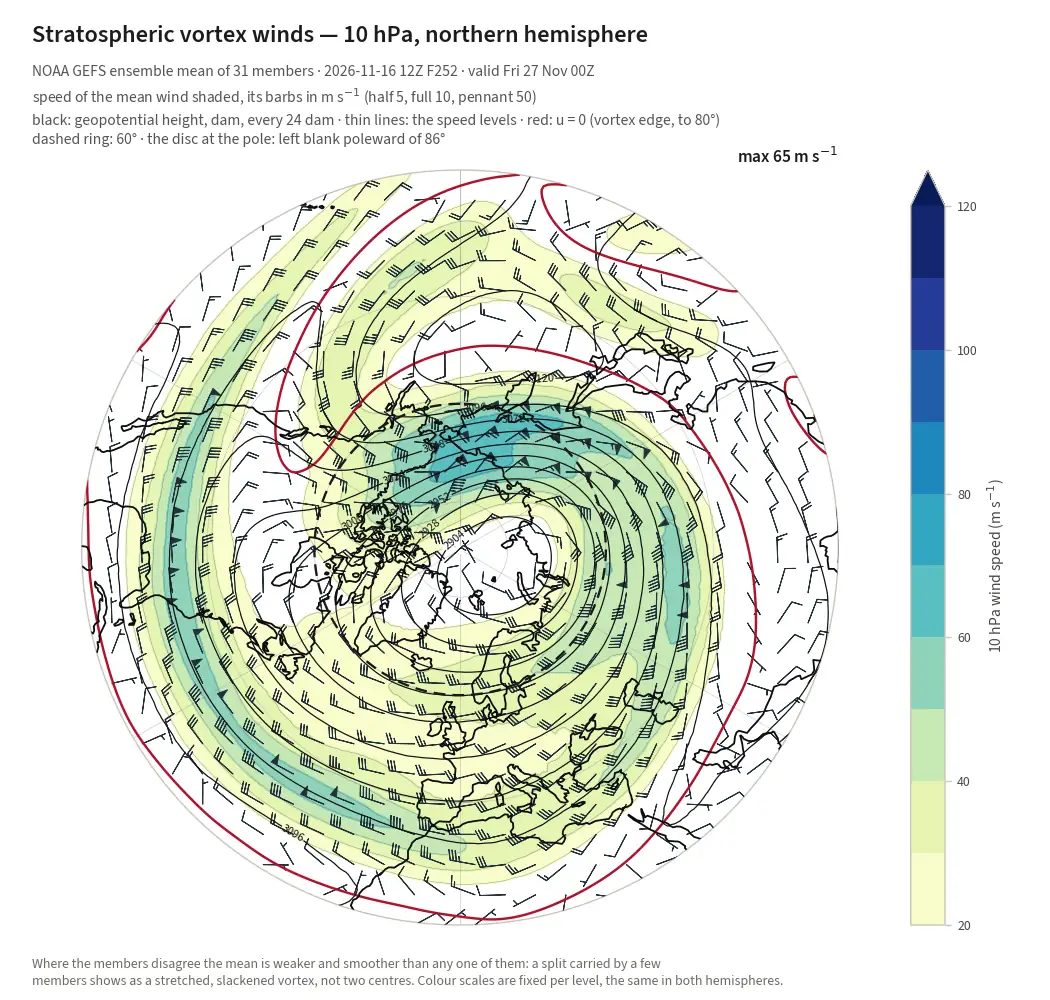 Stratospheric vortex winds — 10 hPa, northern hemisphere
NOAA GEFS ensemble mean of 31 members · 2026-11-16 12Z F252 · valid Fri 27 Nov 00Z
speed of the mean wind shaded, its barbs in m s⁻¹ (half 5, full 10, pennant 50)
black: geopotential height, dam, every 24 dam · thin lines: the speed levels · red: u = 0 (vortex edge, to 80°)
dashed ring: 60° · the disc at the pole: left blank poleward of 86°
max 65 m s⁻¹
120
100
80
60
40
20
10 hPa wind speed (m s⁻¹)
2928
2904
3096
Where the members disagree the mean is weaker and smoother than any one of them: a split carried by a few
members shows as a stretched, slackened vortex, not two centres. Colour scales are fixed per level, the same in both hemispheres.